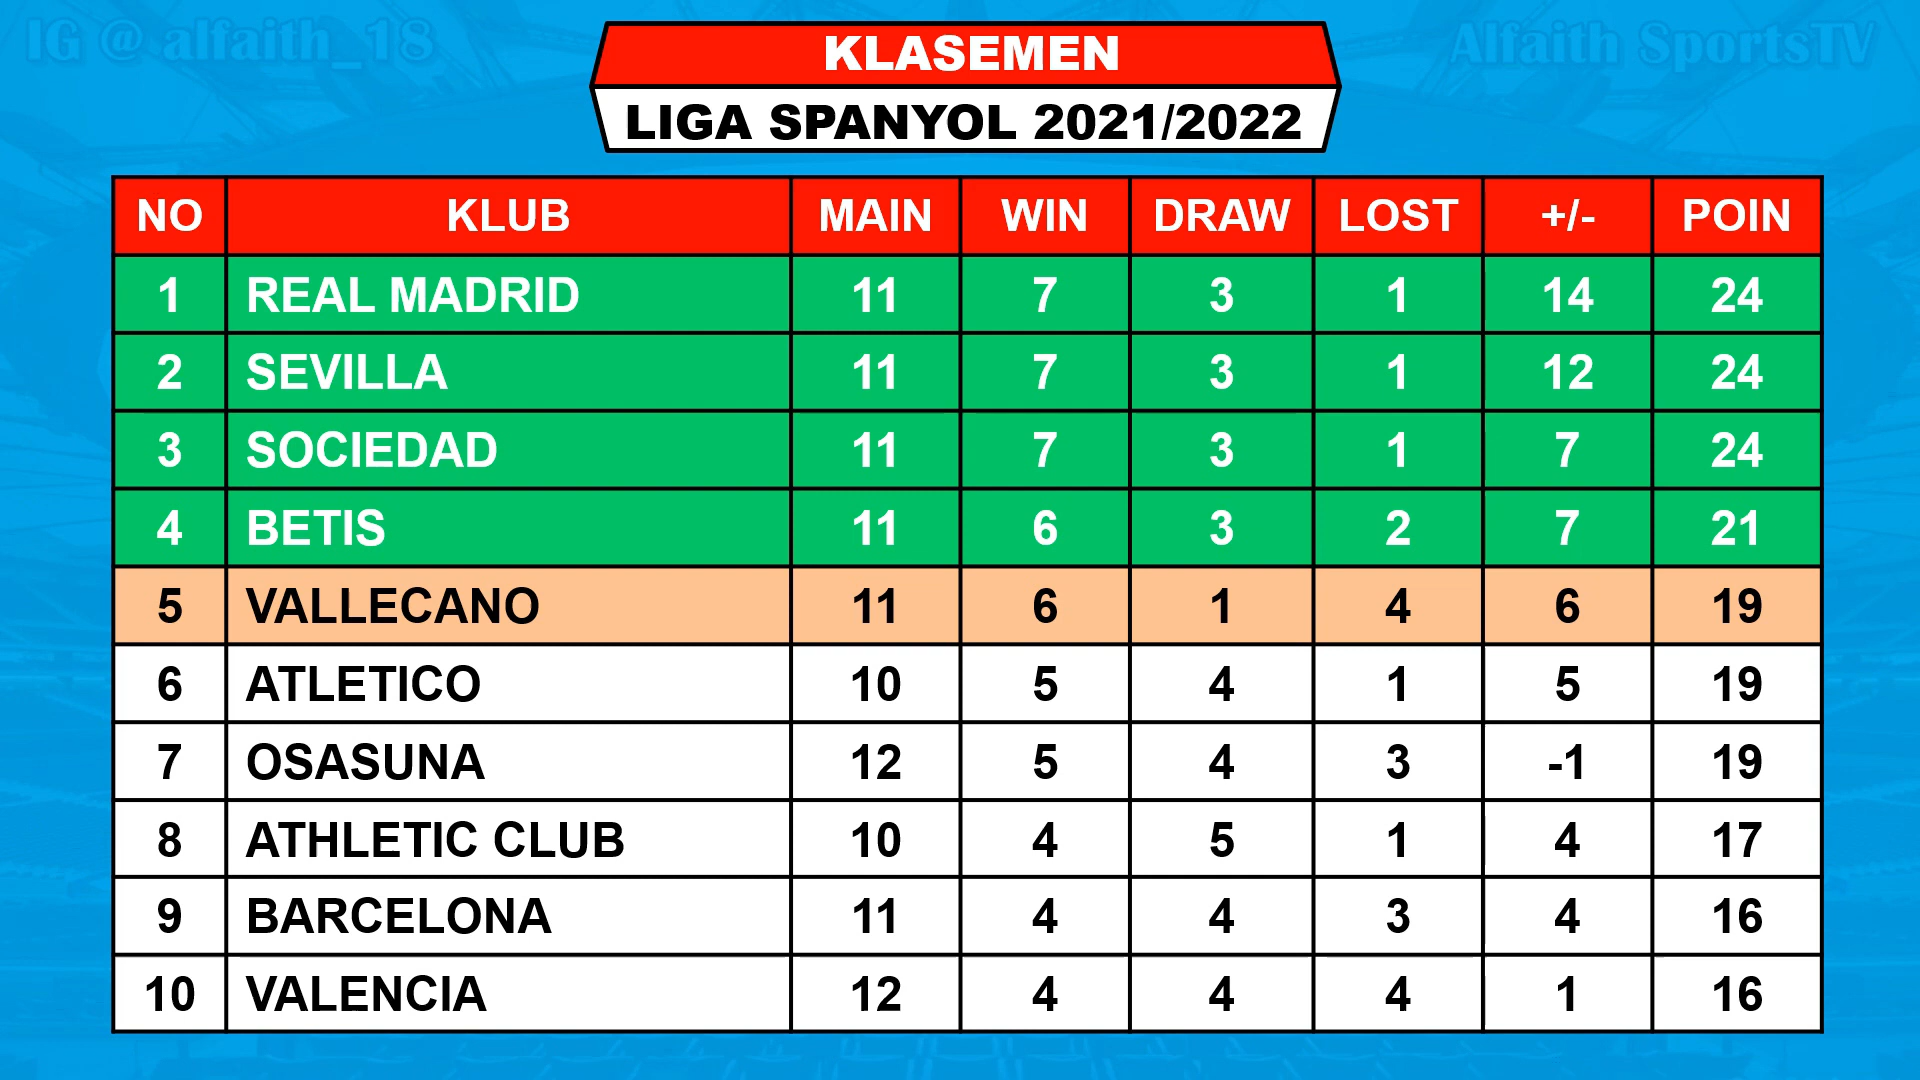 IG @ alfaith_18
Alfaith SportsTV
KLASEMEN
LIGA SPANYOL 2021/2022
NO KLUB MAIN WIN DRAW LOST +/- POIN
1 REAL MADRID 11 7 3 1 14 24
2 SEVILLA 11 7 3 1 12 24
3 SOCIEDAD 11 7 3 1 7 24
4 BETIS 11 6 3 2 7 21
5 VALLECANO 11 6 1 4 6 19
6 ATLETICO 10 5 4 1 5 19
7 OSASUNA 12 5 4 3 -1 19
8 ATHLETIC CLUB 10 4 5 1 4 17
9 BARCELONA 11 4 4 3 4 16
10 VALENCIA 12 4 4 4 1 16